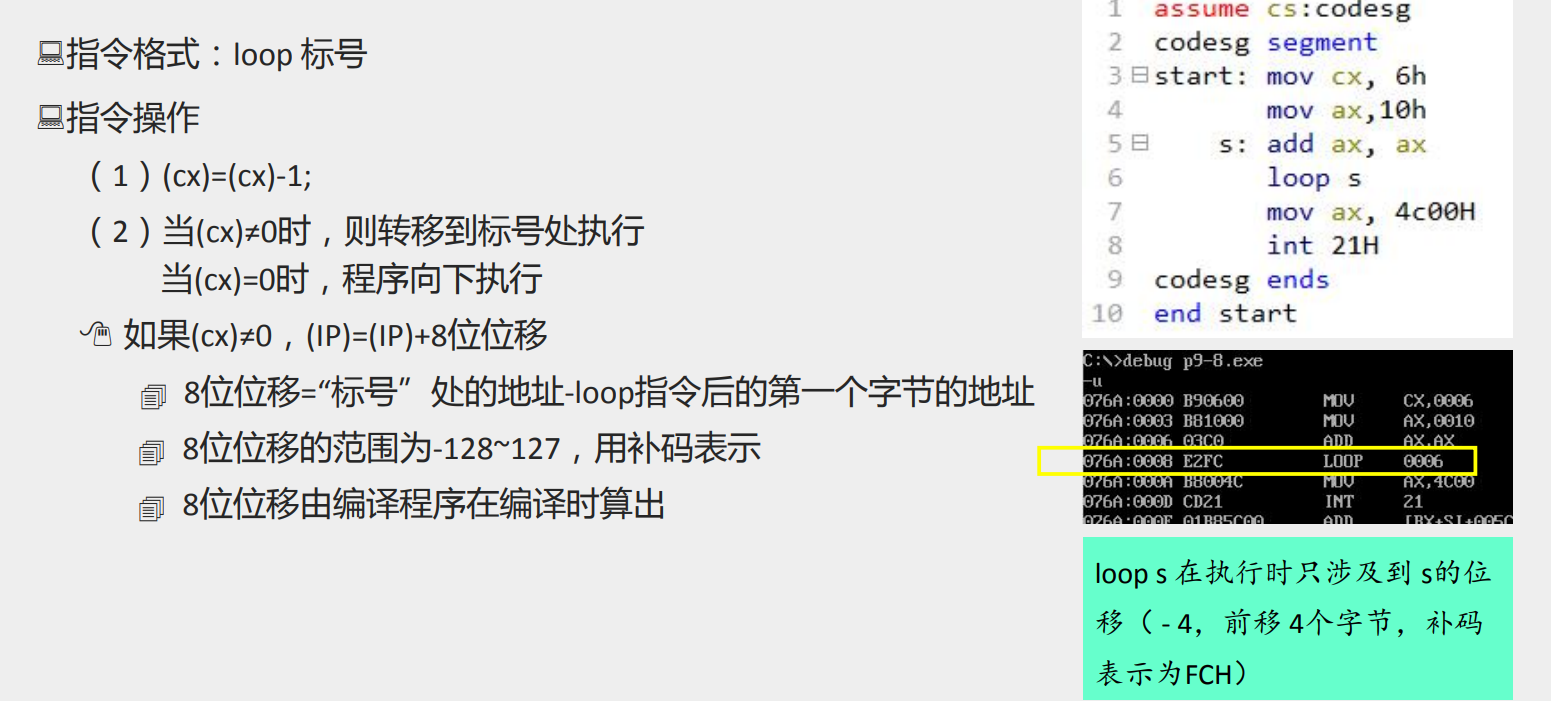 指令格式：loop 标号
指令操作
（1）(cx)=(cx)-1;
（2）当(cx)≠0时，则转移到标号处执行
当(cx)=0时，程序向下执行
如果(cx)≠0，(IP)=(IP)+8位位移
8位位移=“标号”处的地址-loop指令后的第一个字节的地址
8位位移的范围为-128~127，用补码表示
8位位移由编译程序在编译时算出
1 assume cs:codesg
2 codesg segment
3 start: mov cx, 6h
4 mov ax,10h
5 s: add ax, ax
6 loop s
7 mov ax, 4c00H
8 int 21H
9 codesg ends
10 end start
C:\>debug p9-8.exe
-u
076A:0000 B90600 MOV CX,0006
076A:0003 B81000 MOV AX,0010
076A:0006 03C0 ADD AX,AX
076A:0008 E2FC LOOP 0006
076A:000A B8004C MOV AX,4C00
076A:000D CD21 INT 21
076A:000F 01B85C00 ADD [BX+SI+005C
loop s 在执行时只涉及到 s的位
移（ - 4，前移 4个字节，补码
表示为FCH）